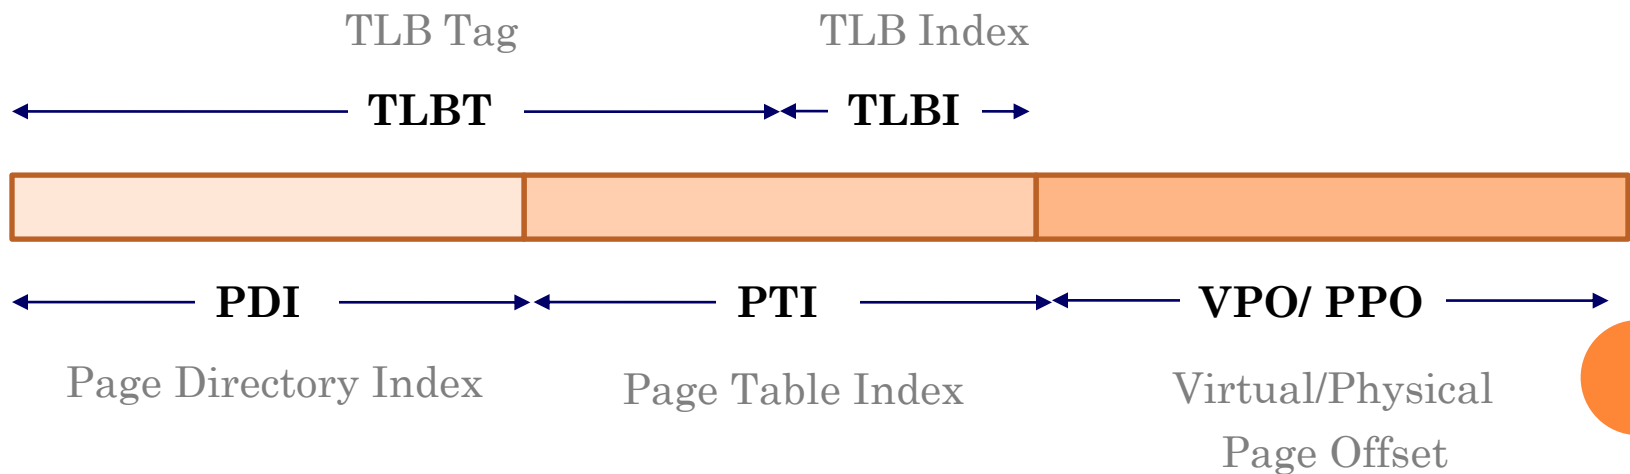 TLB Tag
TLB Index
TLBT
TLBI
PDI
PTI
VPO/ PPO
Page Directory Index
Page Table Index
Virtual/Physical
Page Offset